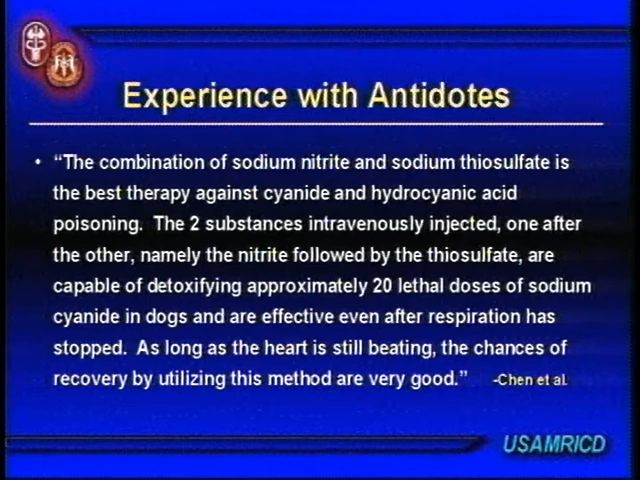 Experience with Antidotes
• “The combination of sodium nitrite and sodium thiosulfate is
the best therapy against cyanide and hydrocyanic acid
poisoning. The 2 substances intravenously injected, one after
the other, namely the nitrite followed by the thiosulfate, are
capable of detoxifying approximately 20 lethal doses of sodium
cyanide in dogs and are effective even after respiration has
stopped. As long as the heart is still beating, the chances of
recovery by utilizing this method are very good.” -Chen et al.
USAMRICD